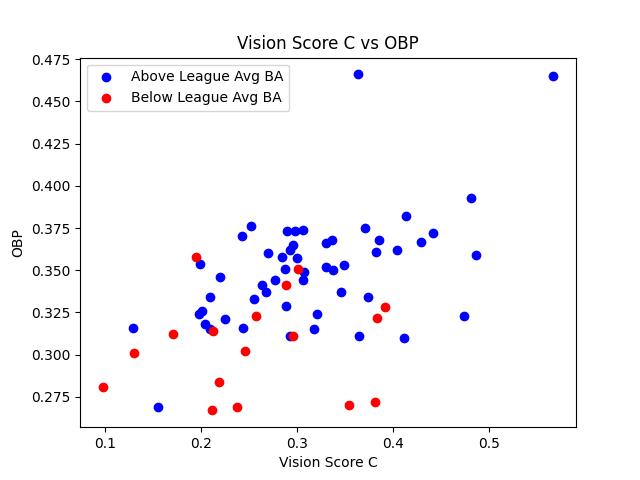 Vision Score C vs OBP
Above League Avg BA
Below League Avg BA
0.475
0.450
0.425
0.400
0.375
0.350
0.325
0.300
0.275
OBP
0.1 0.2 0.3 0.4 0.5
Vision Score C